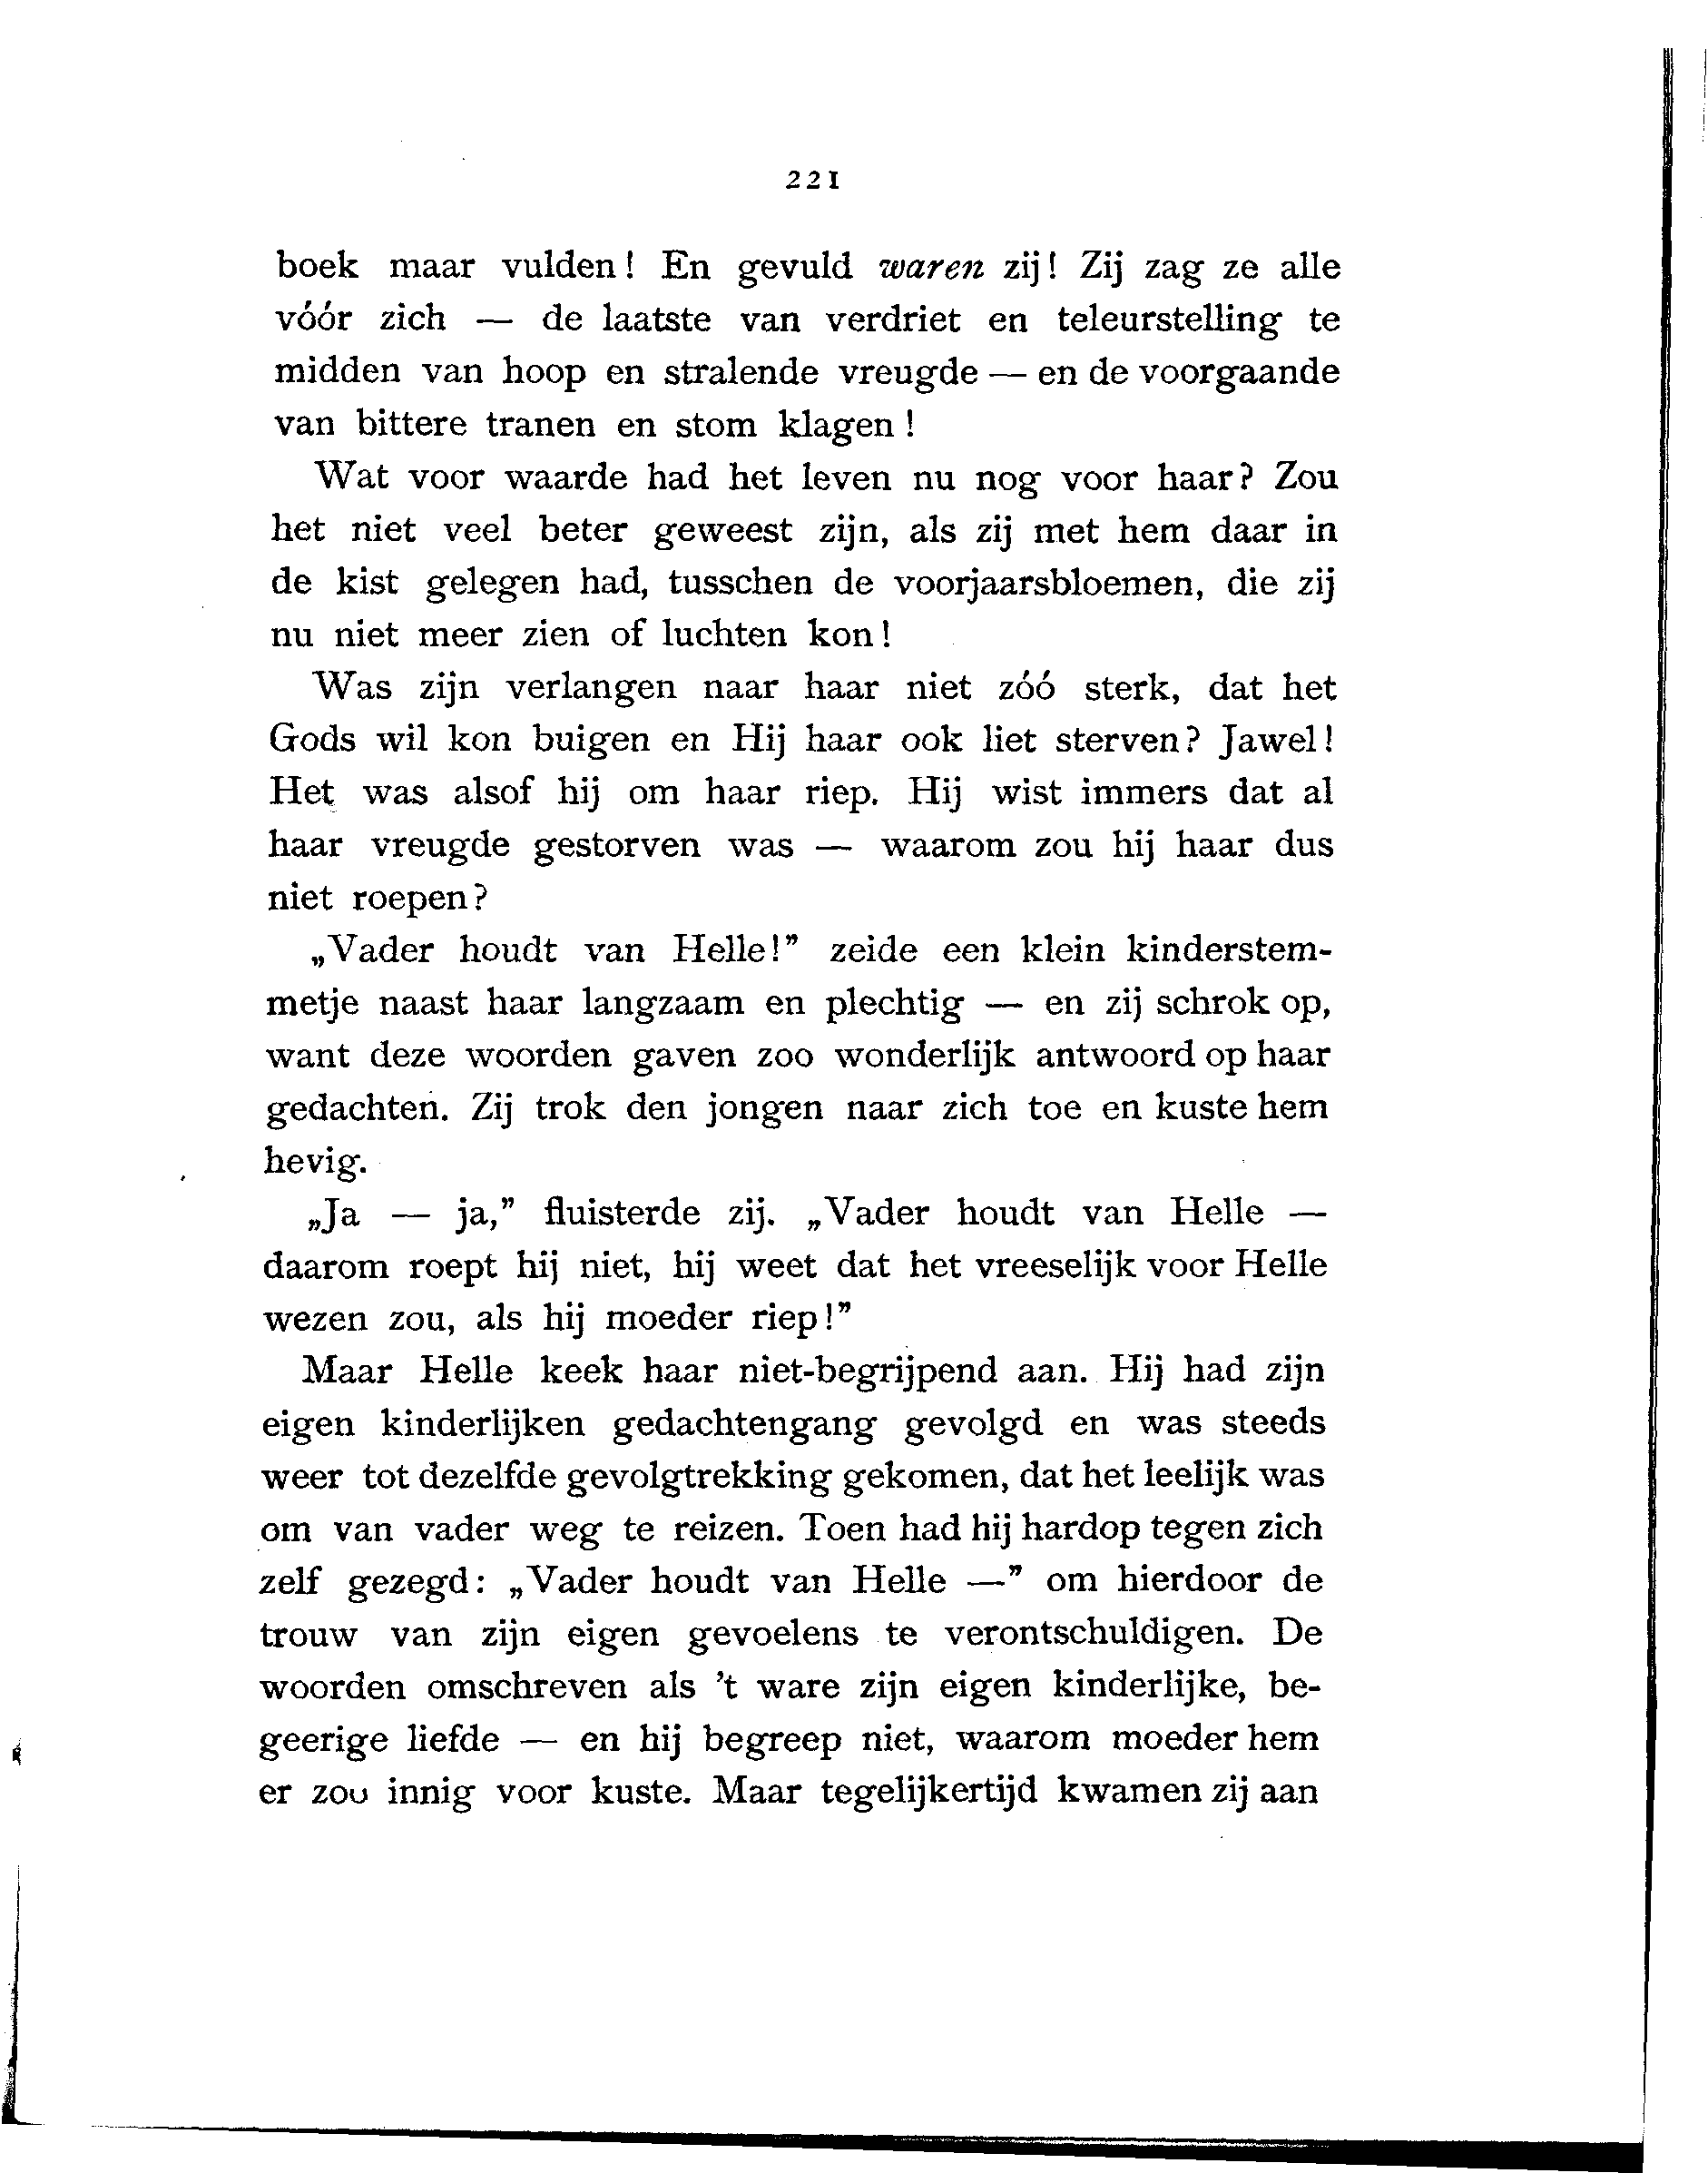 221
boek maar vulden! En gevuld waren zij! Zij zag ze alle
vóór zich — de laatste van verdriet en teleurstelling te
midden van hoop en stralende vreugde — en de voorgaande
van bittere tranen en stom klagen!
Wat voor waarde had het leven nu nog voor haar? Zou
het niet veel beter geweest zijn, als zij met hem daar in
de kist gelegen had, tusschen de voorjaarsbloemen, die zij
nu niet meer zien of luchten kon!
Was zijn verlangen naar haar niet zóó sterk, dat het
Gods wil kon buigen en Hij haar ook liet sterven? Jawel!
Het was alsof hij om haar riep. Hij wist immers dat al
haar vreugde gestorven was — waarom zou hij haar dus
niet roepen?
„Vader houdt van Helle!” zeide een klein kinderstem-
metje naast haar langzaam en plechtig — en zij schrok op,
want deze woorden gaven zoo wonderlijk antwoord op haar
gedachten. Zij trok den jongen naar zich toe en kuste hem
hevig.
„Ja — ja,” fluisterde zij. „Vader houdt van Helle —
daarom roept hij niet, hij weet dat het vreeselijk voor Helle
wezen zou, als hij moeder riep!”
Maar Helle keek haar niet-begrijpend aan. Hij had zijn
eigen kinderlijken gedachtengang gevolgd en was steeds
weer tot dezelfde gevolgtrekking gekomen, dat het leelijk was
om van vader weg te reizen. Toen had hij hardop tegen zich
zelf gezegd: „Vader houdt van Helle —” om hierdoor de
trouw van zijn eigen gevoelens te verontschuldigen. De
woorden omschreven als 't ware zijn eigen kinderlijke, be-
geerige liefde — en hij begreep niet, waarom moeder hem
er zou innig voor kuste. Maar tegelijkertijd kwamen zij aan